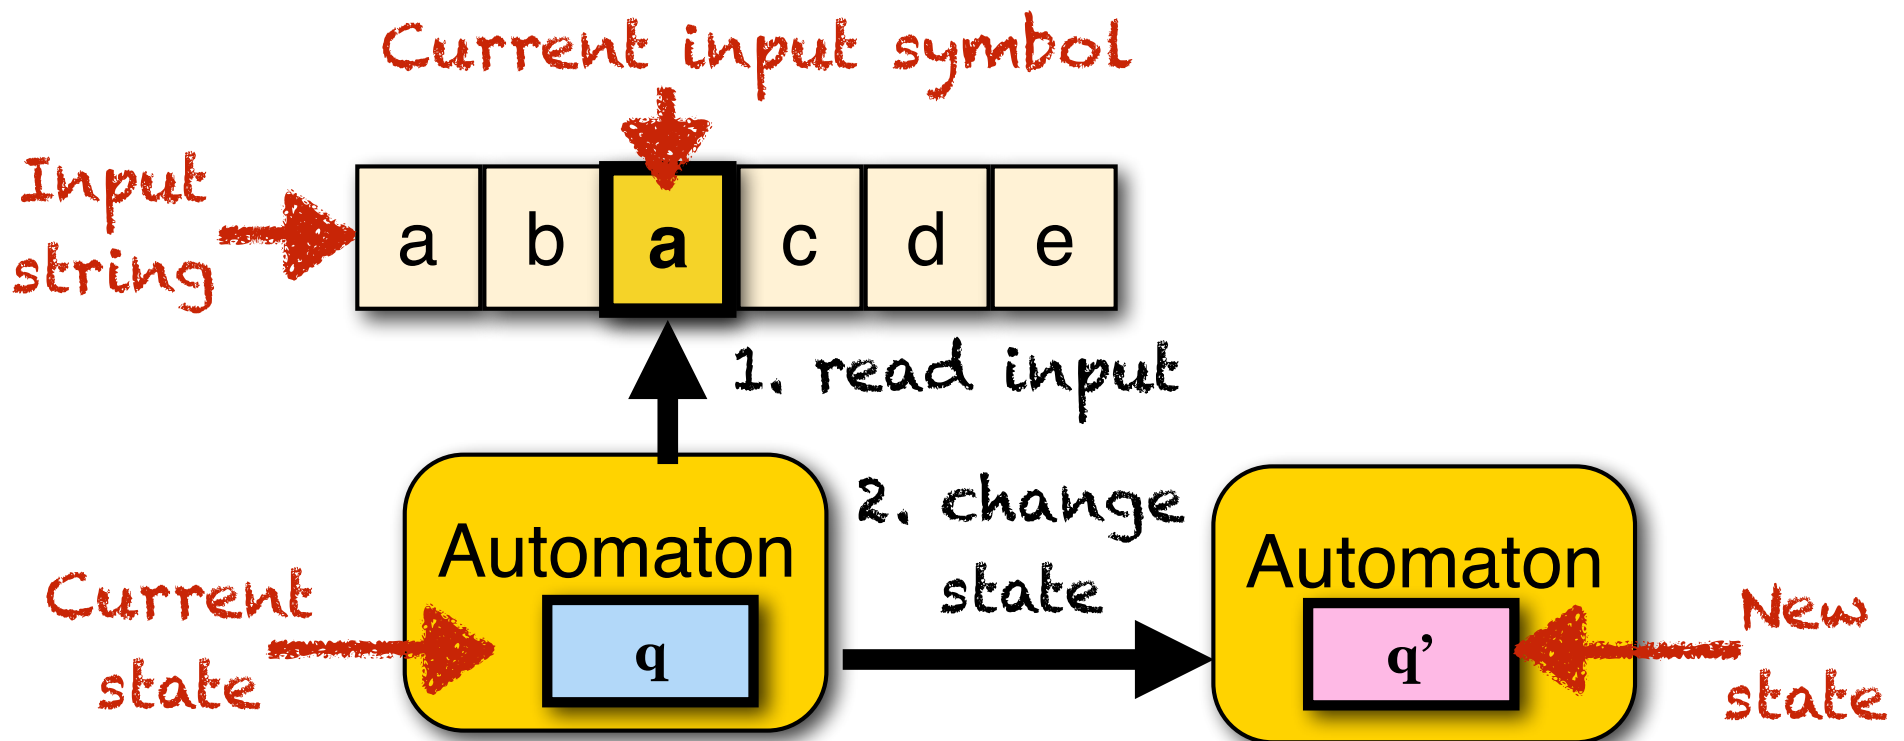 Current input symbol
Input
string
a b a c d e
1. read input
2. change
state
Automaton
q
Current
state
Automaton
q’
New
state